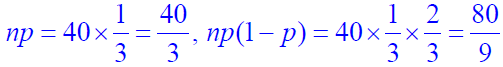 np = 40 × 1/3 = 40/3, np(1 − p) = 40 × 1/3 × 2/3 = 80/9